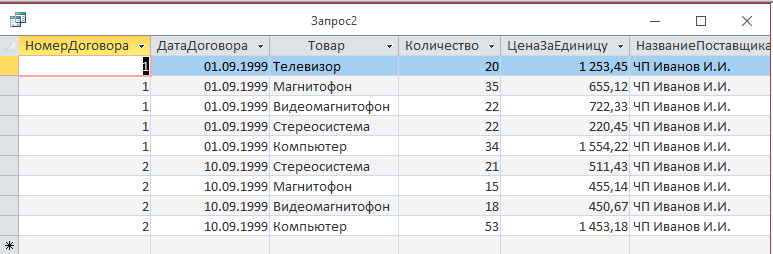 Запрос2
НомерДоговора ДатаДоговора Товар Количество ЦенаЗаЕдиницу НазваниеПоставщика
1 01.09.1999 Телевизор 20 1 253,45 ЧП Иванов И.И.
1 01.09.1999 Магнитофон 35 655,12 ЧП Иванов И.И.
1 01.09.1999 Видеомагнитофон 22 722,33 ЧП Иванов И.И.
1 01.09.1999 Стереосистема 22 220,45 ЧП Иванов И.И.
1 01.09.1999 Компьютер 34 1 554,22 ЧП Иванов И.И.
2 10.09.1999 Стереосистема 21 511,43 ЧП Иванов И.И.
2 10.09.1999 Магнитофон 15 455,14 ЧП Иванов И.И.
2 10.09.1999 Видеомагнитофон 18 450,67 ЧП Иванов И.И.
2 10.09.1999 Компьютер 53 1 453,18 ЧП Иванов И.И.